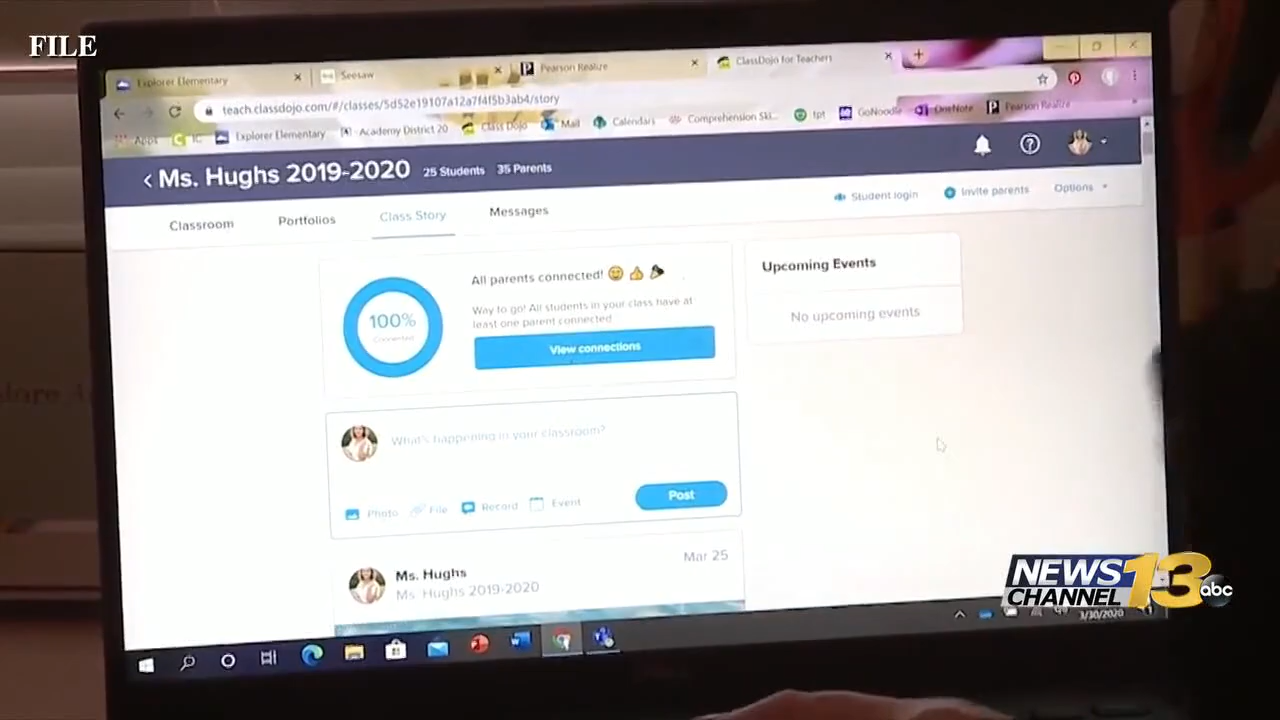 FILE
Explorer Elementary
Seesaw
Pearson Realize
ClassDojo for Teachers
teach.classdojo.com/#/classes/5d52e19107a12a7f4f5b3ab4/story
Apps
IC
Explorer Elementary
Academy District 20
Class Dojo
Mail
Calendars
Comprehension Ski...
tpt
GoNoodle
OneNote
Pearson Realize
Ms. Hughs 2019-2020
25 Students
35 Parents
Student login
Invite parents
Options
Classroom
Portfolios
Class Story
Messages
100%
Connected
All parents connected!
Way to go! All students in your class have at
least one parent connected.
View connections
Upcoming Events
No upcoming events
What's happening in your classroom?
Photo
File
Record
Event
Post
Ms. Hughs
Mar 25
Ms. Hughs 2019-2020
NEWS
CHANNEL 13 abc
3/30/2020